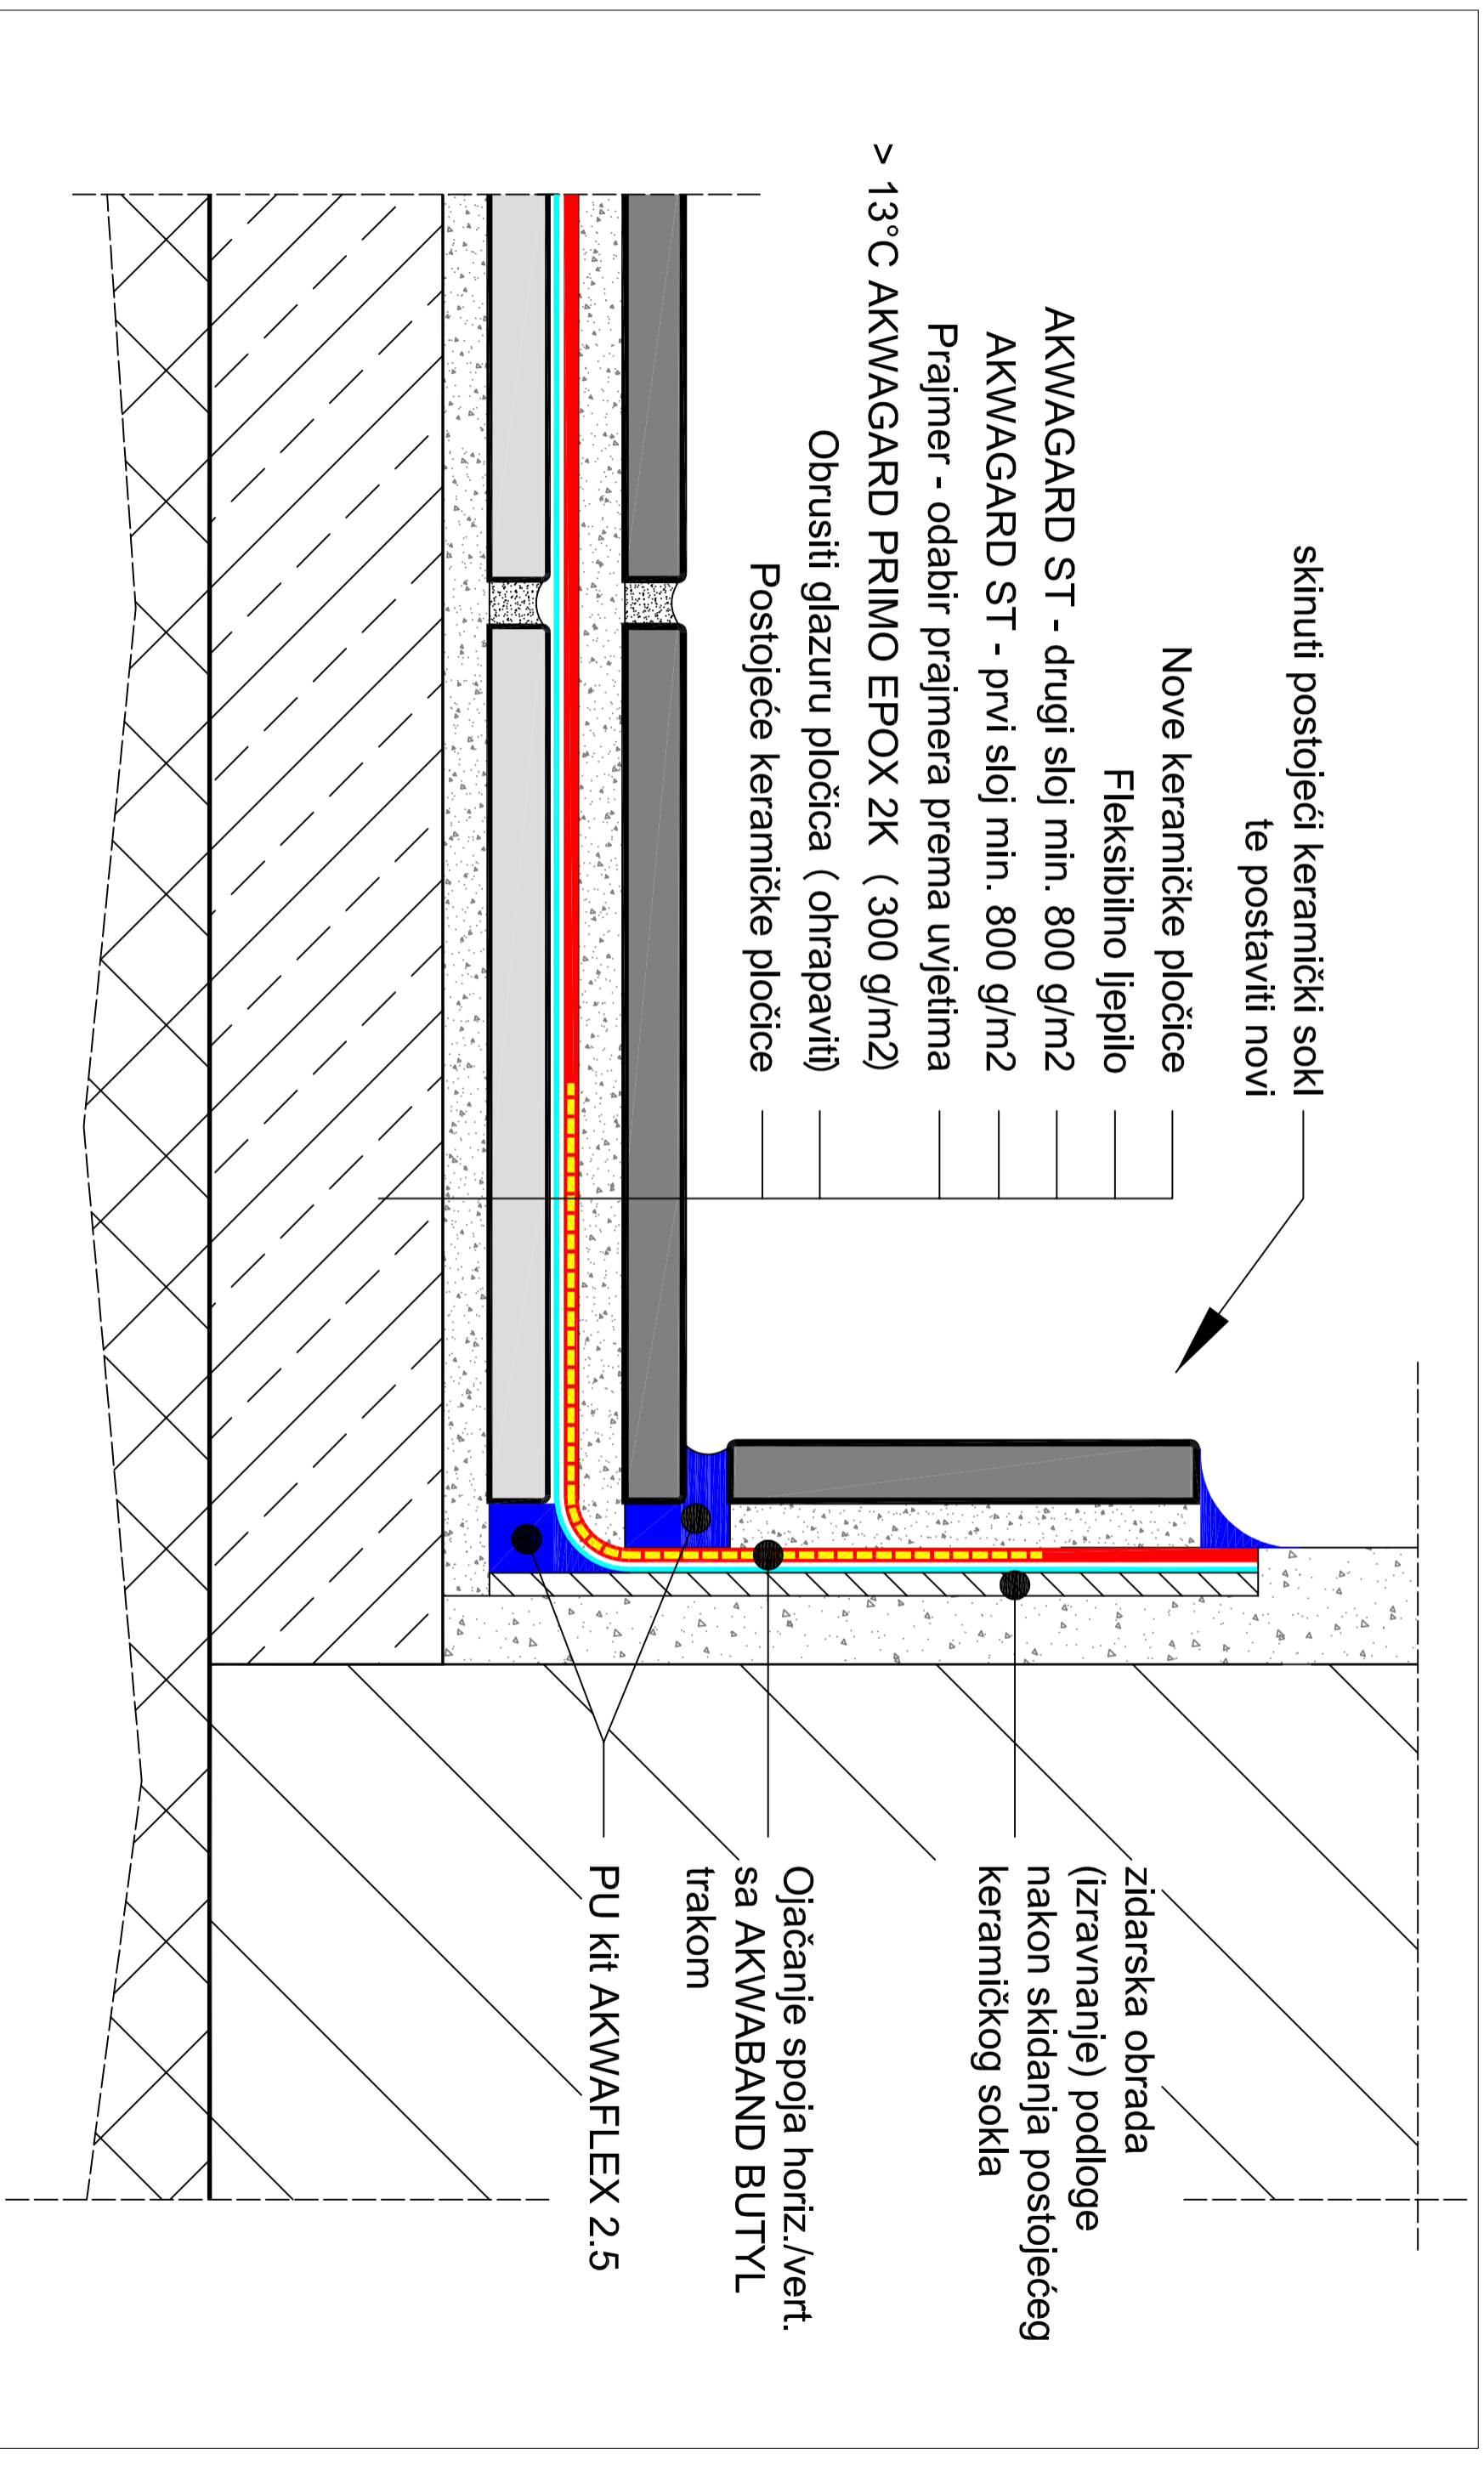 skinuti postojeći keramički sokl
te postaviti novi
Nove keramičke pločice
Fleksibilno ljepilo
AKWAGARD ST - drugi sloj min. 800 g/m2
AKWAGARD ST - prvi sloj min. 800 g/m2
Prajmer - odabir prajmera prema uvjetima
> 13°C AKWAGARD PRIMO EPOX 2K ( 300 g/m2)
Obrusiti glazuru pločica ( ohrapaviti)
Postojeće keramičke pločice
zidarska obrada
(izravnanje) podloge
nakon skidanja postojećeg
keramičkog sokla
Ojačanje spoja horiz./vert.
sa AKWABAND BUTYL
trakom
PU kit AKWAFLEX 2.5